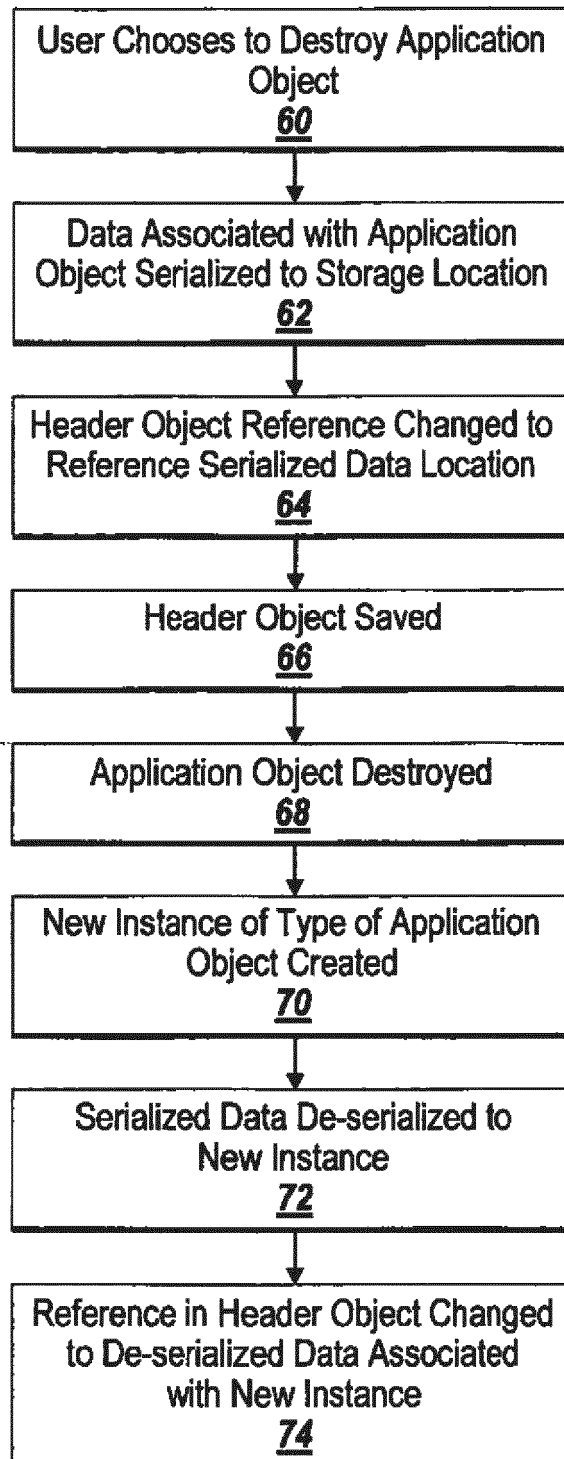 User Chooses to Destroy Application
Object
60
Data Associated with Application
Object Serialized to Storage Location
62
Header Object Reference Changed to
Reference Serialized Data Location
64
Header Object Saved
66
Application Object Destroyed
68
New Instance of Type of Application
Object Created
70
Serialized Data De-serialized to
New Instance
72
Reference in Header Object Changed
to De-serialized Data Associated
with New Instance
74